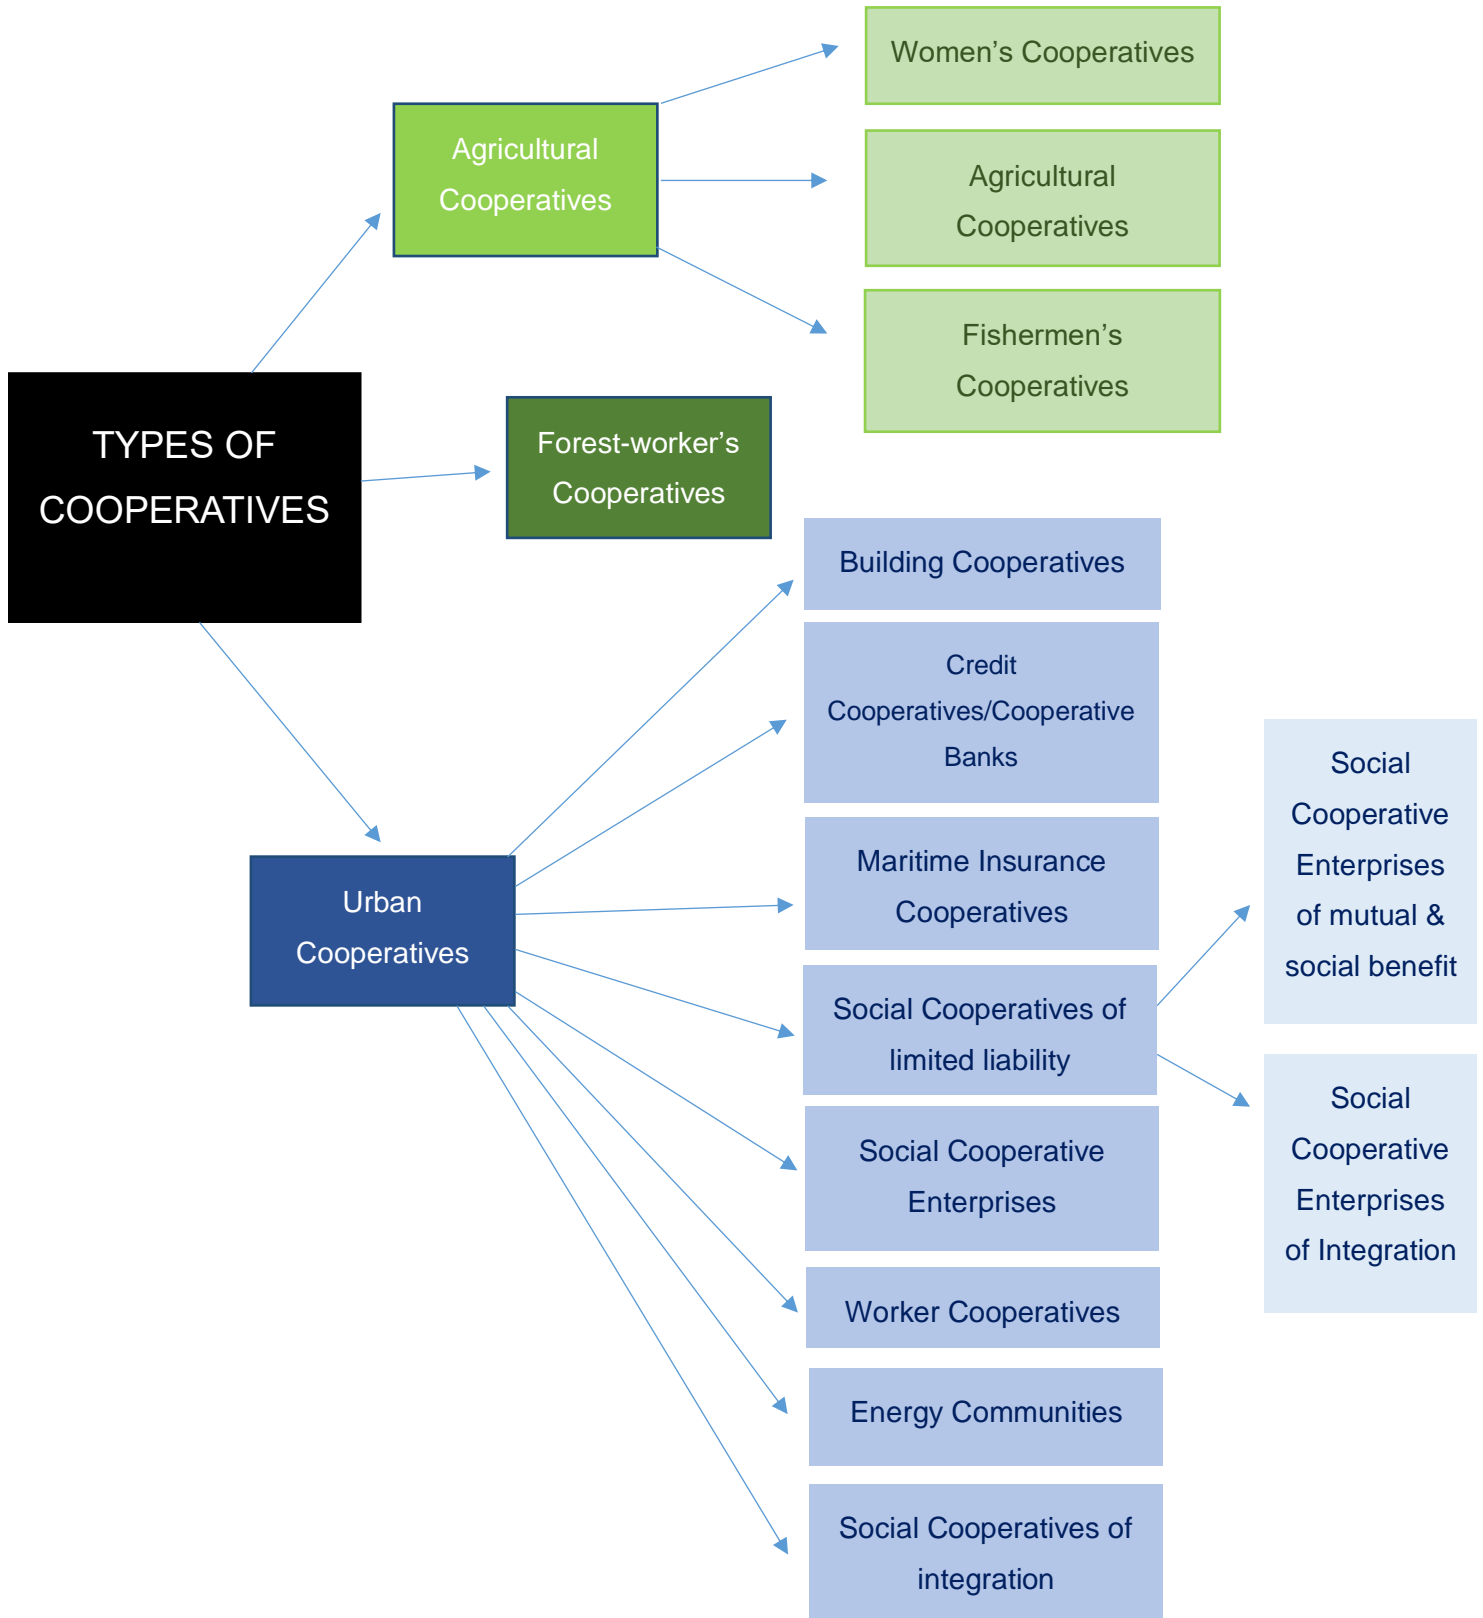 Women’s Cooperatives
Agricultural
Cooperatives
Agricultural
Cooperatives
Fishermen’s
Cooperatives
TYPES OF
COOPERATIVES
Forest-worker’s
Cooperatives
Building Cooperatives
Credit
Cooperatives/Cooperative
Banks
Social
Cooperative
Enterprises
of mutual &
social benefit
Maritime Insurance
Cooperatives
Urban
Cooperatives
Social Cooperatives of
limited liability
Social
Cooperative
Enterprises
of Integration
Social Cooperative
Enterprises
Worker Cooperatives
Energy Communities
Social Cooperatives of
integration